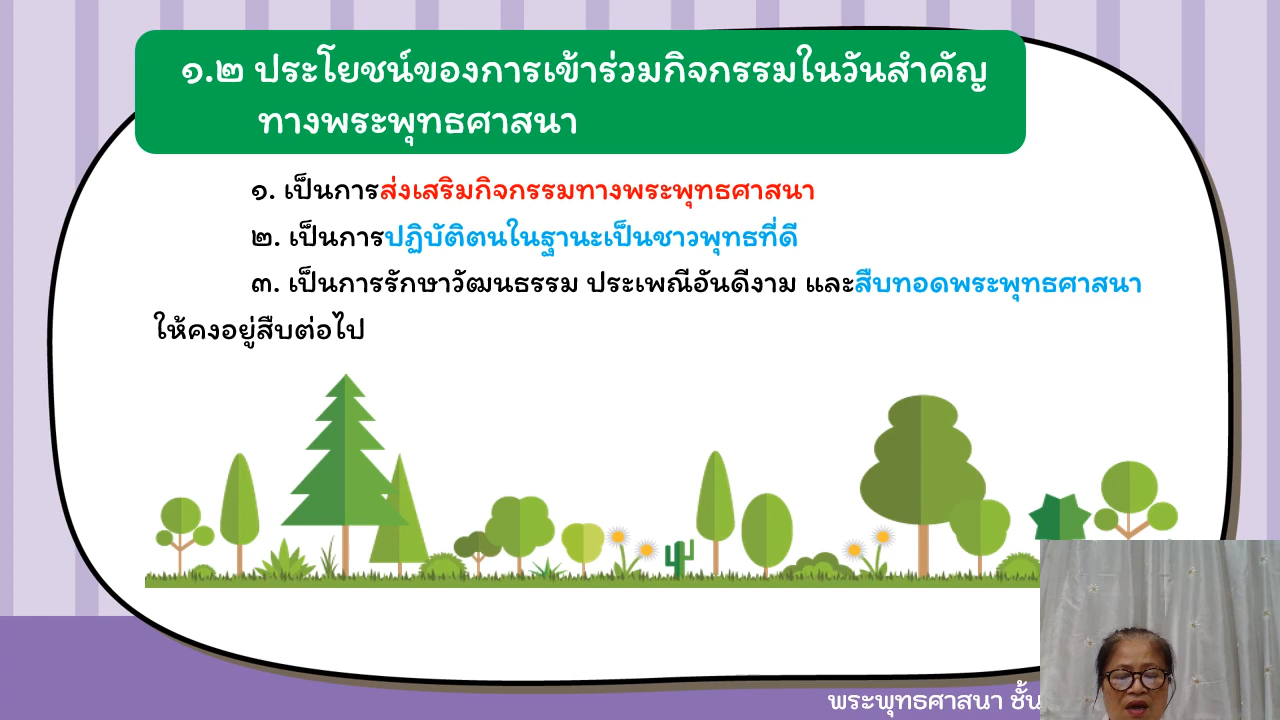 ๑.๒ ประโยชน์ของการเข้าร่วมกิจกรรมในวันสำคัญ
ทางพระพุทธศาสนา
๑. เป็นการส่งเสริมกิจกรรมทางพระพุทธศาสนา
๒. เป็นการปฏิบัติตนในฐานะเป็นชาวพุทธที่ดี
๓. เป็นการรักษาวัฒนธรรม ประเพณีอันดีงาม และสืบทอดพระพุทธศาสนา
ให้คงอยู่สืบต่อไป
พระพุทธศาสนา ชั้น